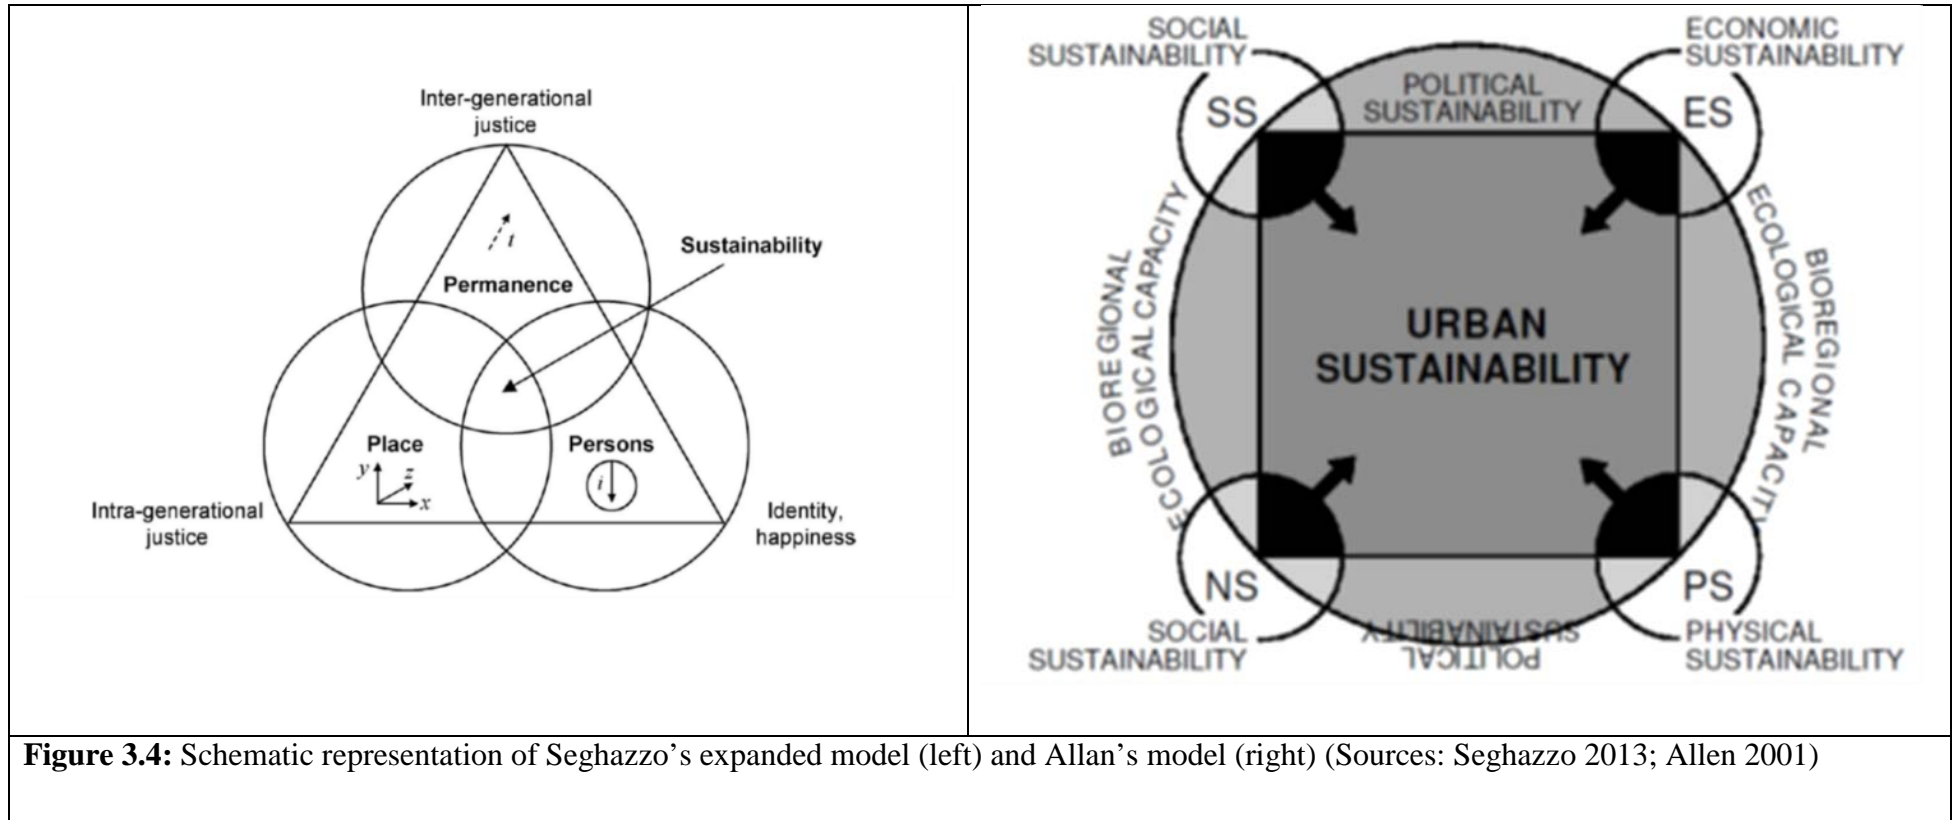 Inter-generational
justice
t
Sustainability
Permanence
Place
y
z
x
Persons
i
Intra-generational
justice
Identity,
happiness
SOCIAL
SUSTAINABILITY
ECONOMIC
SUSTAINABILITY
SS
POLITICAL
SUSTAINABILITY
ES
BIOREGIONAL
ECOLOGICAL CAPACITY
ECOLOGICAL CAPACITY
BIOREGIONAL
URBAN
SUSTAINABILITY
NS
PS
SOCIAL
SUSTAINABILITY
POLITICAL
SUSTAINABILITY
PHYSICAL
SUSTAINABILITY
Figure 3.4: Schematic representation of Seghazzo’s expanded model (left) and Allan’s model (right) (Sources: Seghazzo 2013; Allen 2001)